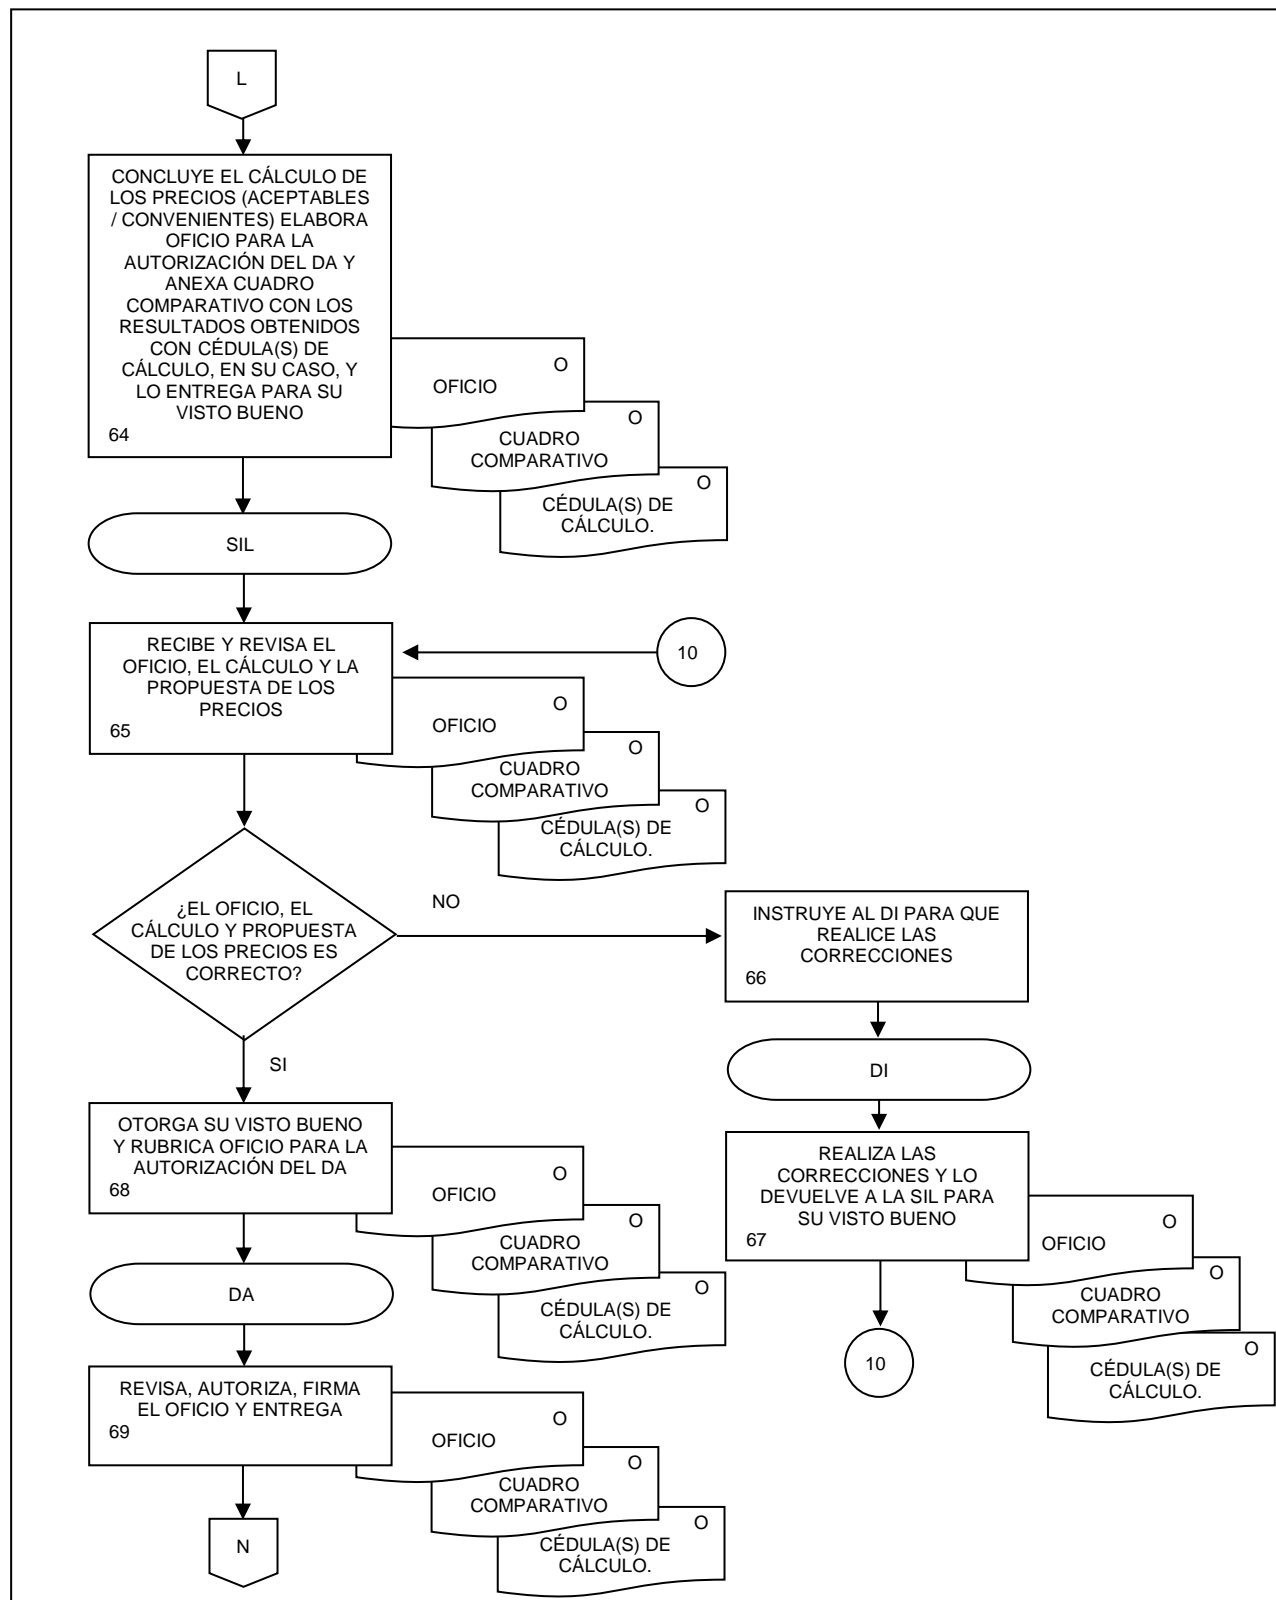 L
CONCLUYE EL CÁLCULO DE
LOS PRECIOS (ACEPTABLES
/ CONVENIENTES) ELABORA
OFICIO PARA LA
AUTORIZACIÓN DEL DA Y
ANEXA CUADRO
COMPARATIVO CON LOS
RESULTADOS OBTENIDOS
CON CÉDULA(S) DE
CÁLCULO, EN SU CASO, Y
LO ENTREGA PARA SU
VISTO BUENO
64
O
OFICIO
O
CUADRO
COMPARATIVO
O
CÉDULA(S) DE
CÁLCULO.
SIL
RECIBE Y REVISA EL
OFICIO, EL CÁLCULO Y LA
PROPUESTA DE LOS
PRECIOS
65
10
O
OFICIO
O
CUADRO
COMPARATIVO
O
CÉDULA(S) DE
CÁLCULO.
¿EL OFICIO, EL
CÁLCULO Y PROPUESTA
DE LOS PRECIOS ES
CORRECTO?
NO
INSTRUYE AL DI PARA QUE
REALICE LAS
CORRECCIONES
66
DI
REALIZA LAS
CORRECCIONES Y LO
DEVUELVE A LA SIL PARA
SU VISTO BUENO
67
O
OFICIO
O
CUADRO
COMPARATIVO
O
CÉDULA(S) DE
CÁLCULO.
10
SI
OTORGA SU VISTO BUENO
Y RUBRICA OFICIO PARA LA
AUTORIZACIÓN DEL DA
68
O
OFICIO
O
CUADRO
COMPARATIVO
O
CÉDULA(S) DE
CÁLCULO.
DA
REVISA, AUTORIZA, FIRMA
EL OFICIO Y ENTREGA
69
O
OFICIO
O
CUADRO
COMPARATIVO
O
CÉDULA(S) DE
CÁLCULO.
N